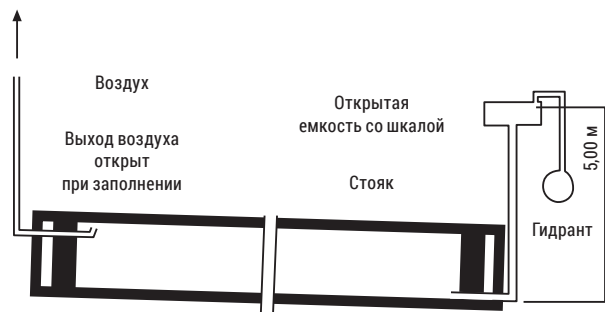 Воздух
Выход воздуха
открыт
при заполнении
Открытая
емкость со шкалой
Стояк
5,00 м
Гидрант